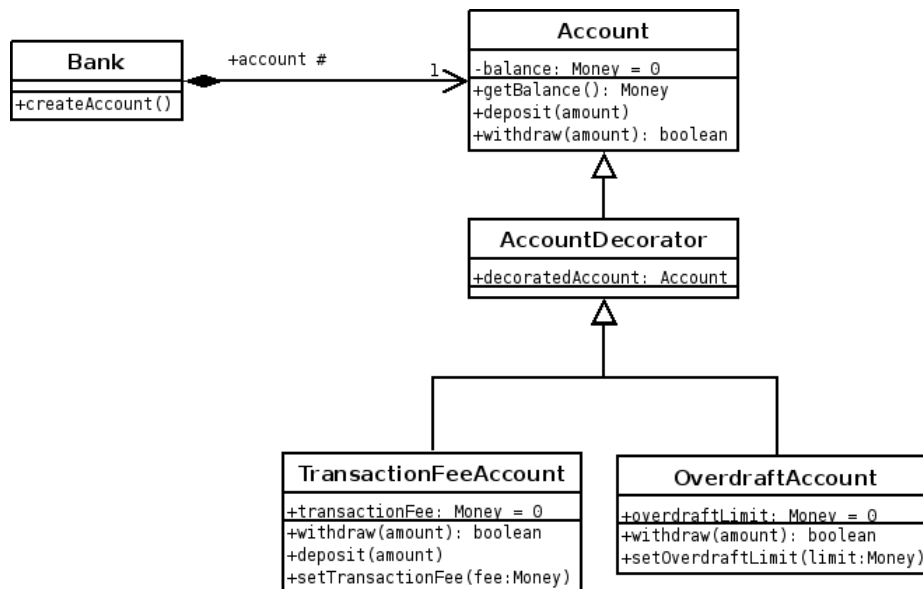 Bank
+createAccount()
+account #
1
Account
-balance: Money = 0
+getBalance(): Money
+deposit(amount)
+withdraw(amount): boolean
AccountDecorator
+decoratedAccount: Account
TransactionFeeAccount
+transactionFee: Money = 0
+withdraw(amount): boolean
+deposit(amount)
+setTransactionFee(fee:Money)
OverdraftAccount
+overdraftLimit: Money = 0
+withdraw(amount): boolean
+setOverdraftLimit(limit:Money)